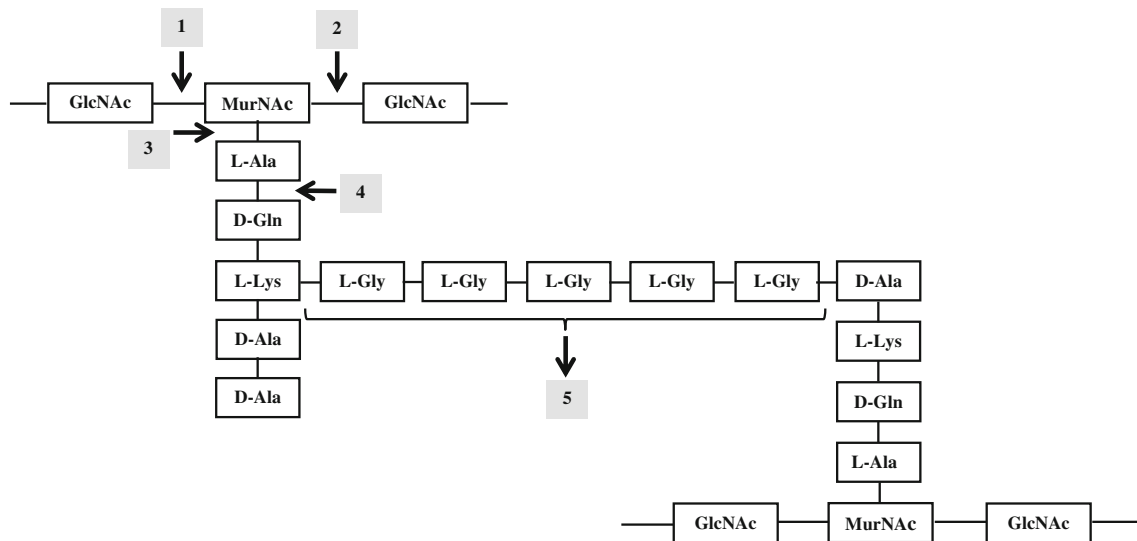 1 2
GlcNAc MurNAc GlcNAc
3
L-Ala
4
D-Gln
L-Lys L-Gly L-Gly L-Gly L-Gly L-Gly D-Ala
D-Ala L-Lys
D-Ala 5 D-Gln
L-Ala
GlcNAc MurNAc GlcNAc